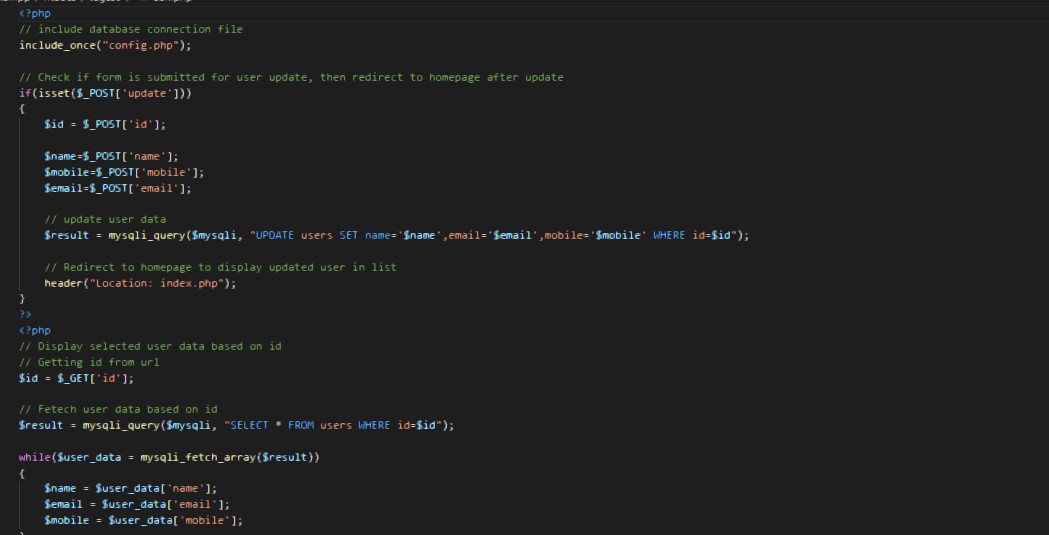 <?php
// include database connection file
include_once("config.php");
// Check if form is submitted for user update, then redirect to homepage after update
if(isset($_POST['update']))
{
$id = $_POST['id'];
$name=$_POST['name'];
$mobile=$_POST['mobile'];
$email=$_POST['email'];
// update user data
$result = mysqli_query($mysqli, "UPDATE users SET name='$name',email='$email',mobile='$mobile' WHERE id=$id");
// Redirect to homepage to display updated user in list
header("Location: index.php");
}
?>
<?php
// Display selected user data based on id
// Getting id from url
$id = $_GET['id'];
// Fetech user data based on id
$result = mysqli_query($mysqli, "SELECT * FROM users WHERE id=$id");
while($user_data = mysqli_fetch_array($result))
{
$name = $user_data['name'];
$email = $user_data['email'];
$mobile = $user_data['mobile'];